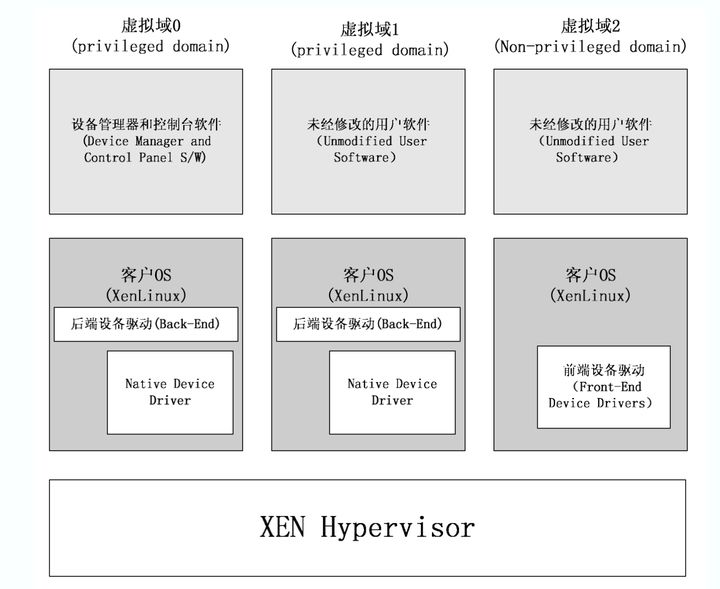 虚拟域0
(privileged domain)
虚拟域1
(privileged domain)
虚拟域2
(Non-privileged domain)
设备管理器和控制台软件
(Device Manager and
Control Panel S/W)
未经修改的用户软件
（Unmodified User
Software）
未经修改的用户软件
（Unmodified User
Software）
客户OS
(XenLinux)
后端设备驱动(Back-End)
Native Device
Driver
客户OS
(XenLinux)
后端设备驱动(Back-End)
Native Device
Driver
客户OS
(XenLinux)
前端设备驱动
（Front-End
Device Drivers）
XEN Hypervisor